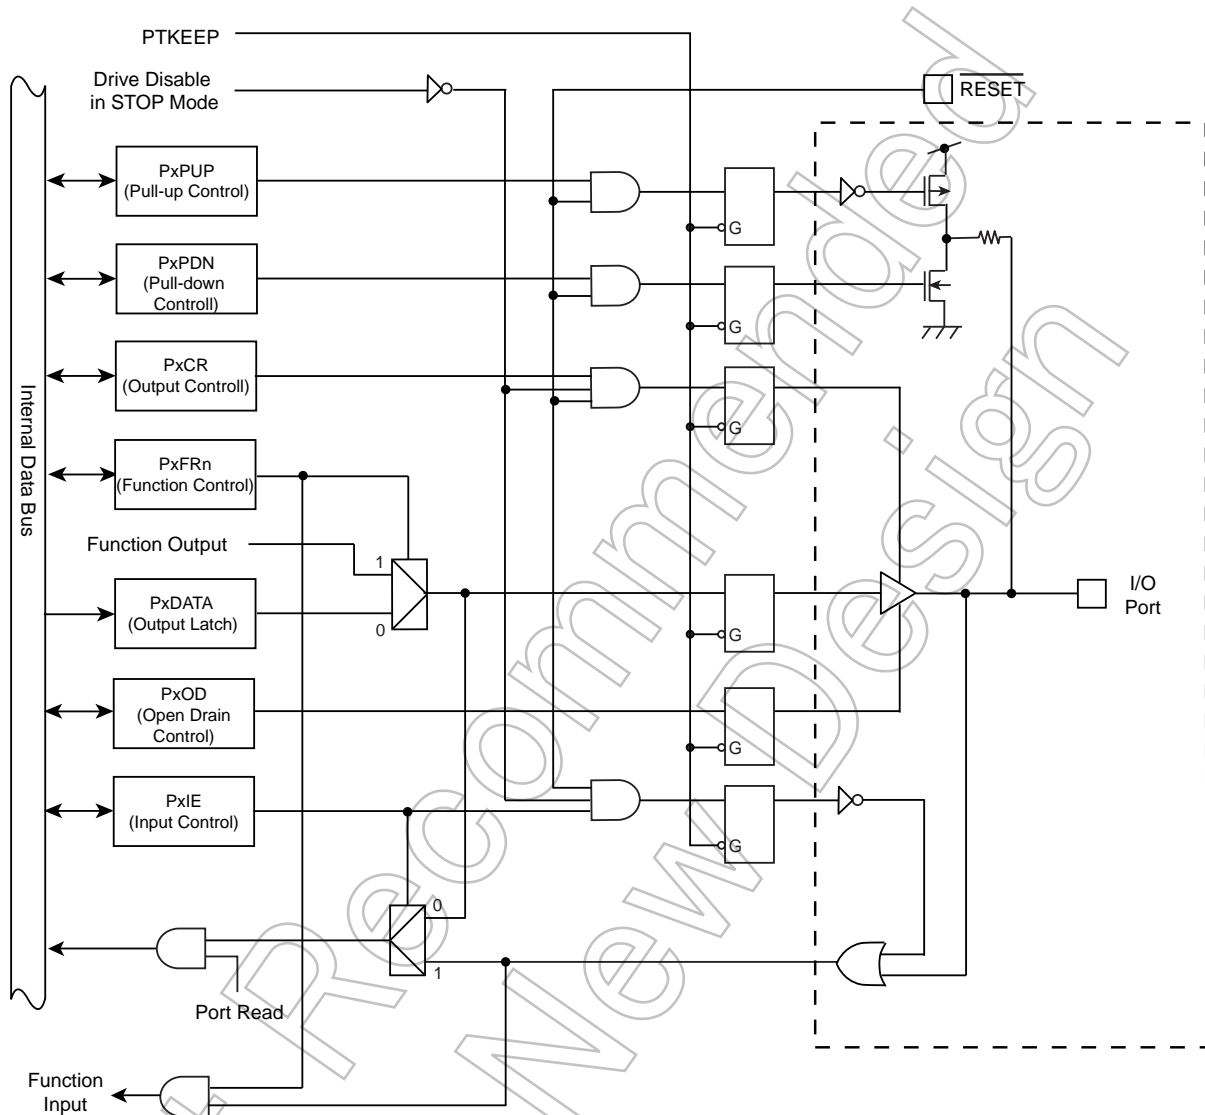 PTKEEP
Drive Disable
in STOP Mode
RESET
PxPUP
(Pull-up Control)
G
PxPDN
(Pull-down
Controll)
G
PxCR
(Output Controll)
G
Internal Data Bus
PxFRn
(Function Control)
Function Output
1
0
PxDATA
(Output Latch)
G
I/O
Port
PxOD
(Open Drain
Control)
G
PxIE
(Input Control)
G
0
1
Port Read
Function
Input
Recommended
New Design